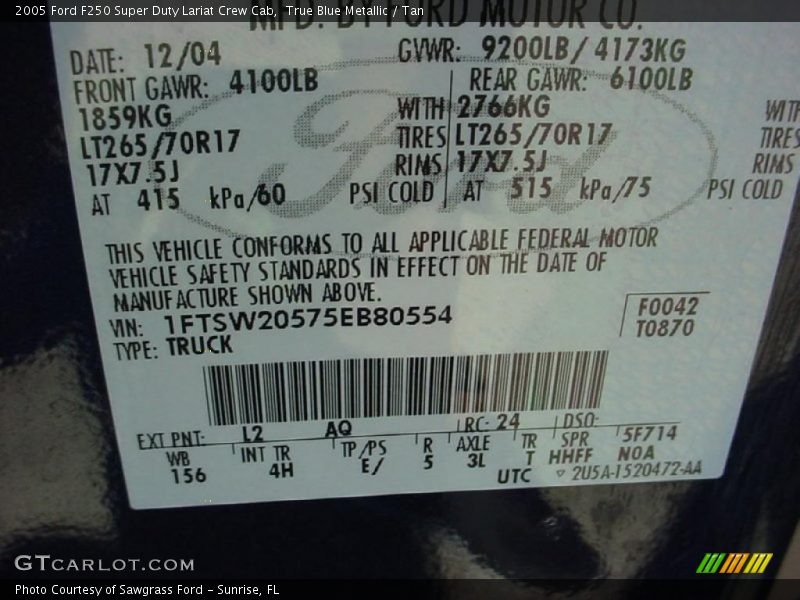 2005 Ford F250 Super Duty Lariat Crew Cab, True Blue Metallic / Tan
MFD. BY FORD MOTOR CO.
DATE: 12/04 GVWR: 9200LB/ 4173KG
FRONT GAWR: 4100LB REAR GAWR: 6100LB
1859KG WITH 2766KG WITH
LT265/70R17 TIRES LT265/70R17 TIRES
17X7.5J RIMS 17X7.5J RIMS
AT 415 kPa/60 PSI COLD AT 515 kPa/75 PSI COLD
Ford
THIS VEHICLE CONFORMS TO ALL APPLICABLE FEDERAL MOTOR
VEHICLE SAFETY STANDARDS IN EFFECT ON THE DATE OF
MANUFACTURE SHOWN ABOVE.
VIN: 1FTSW20575EB80554 F0042
TYPE: TRUCK T0870
EXT PNT: L2 AQ RC: 24 DSO:
WB INT TR TP/PS R AXLE TR SPR 5F714
156 4H E/ 5 3L T HHFF N0A
UTC ▽ 2U5A-1520472-AA
GTCARLOT.COM
Photo Courtesy of Sawgrass Ford - Sunrise, FL